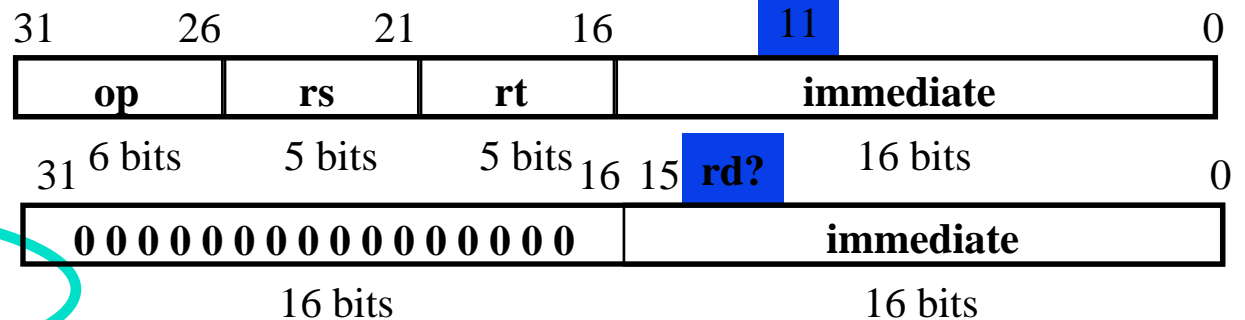 31 26 21 16 11 0
op rs rt immediate
6 bits 5 bits 5 bits 16 bits
31 16 15 rd? 0
0 0 0 0 0 0 0 0 0 0 0 0 0 0 0 0 immediate
16 bits 16 bits